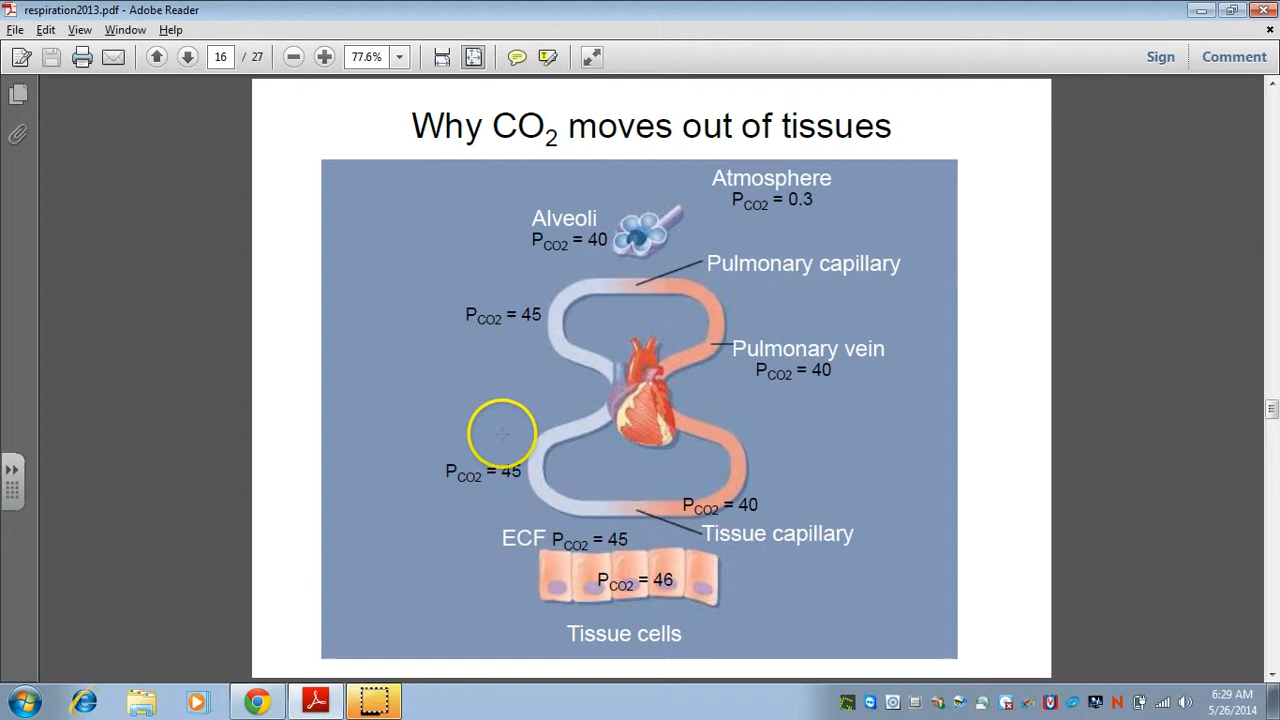 respiration2013.pdf - Adobe Reader
File Edit View Window Help
16 / 27 77.6% Sign Comment
Why CO2 moves out of tissues
Atmosphere
PCO2 = 0.3
Alveoli
PCO2 = 40
Pulmonary capillary
PCO2 = 45
Pulmonary vein
PCO2 = 40
PCO2 = 45
PCO2 = 40
Tissue capillary
ECF PCO2 = 45
PCO2 = 46
Tissue cells
6:29 AM
5/26/2014